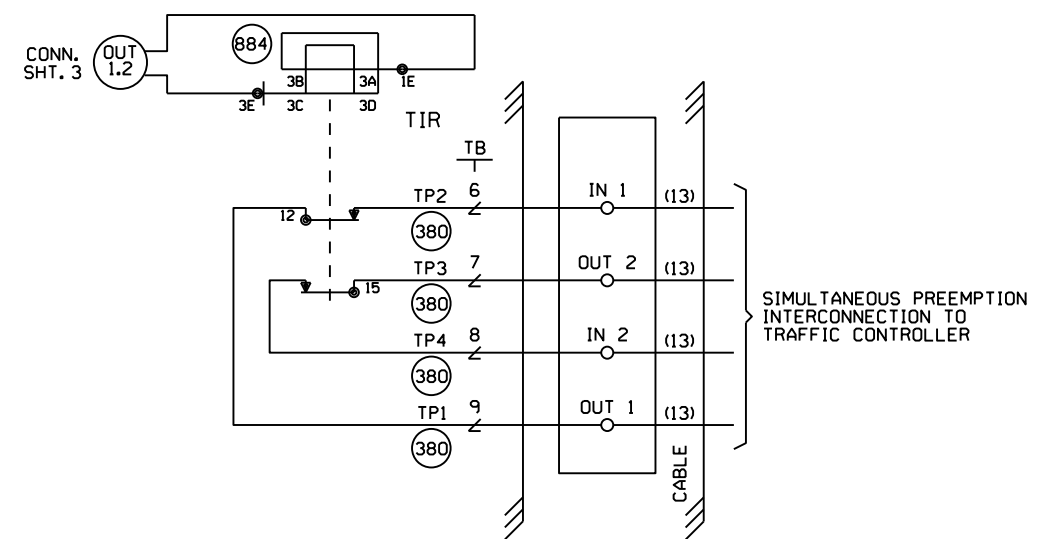 CONN.
SHT. 3
OUT
1.2
884
3B
3A
1E
3E
3C
3D
TIR
TB
TP2
6
IN 1
(13)
12
380
TP3
7
OUT 2
(13)
15
380
SIMULTANEOUS PREEMPTION
INTERCONNECTION TO
TRAFFIC CONTROLLER
TP4
8
IN 2
(13)
380
TP1
9
OUT 1
(13)
380
CABLE